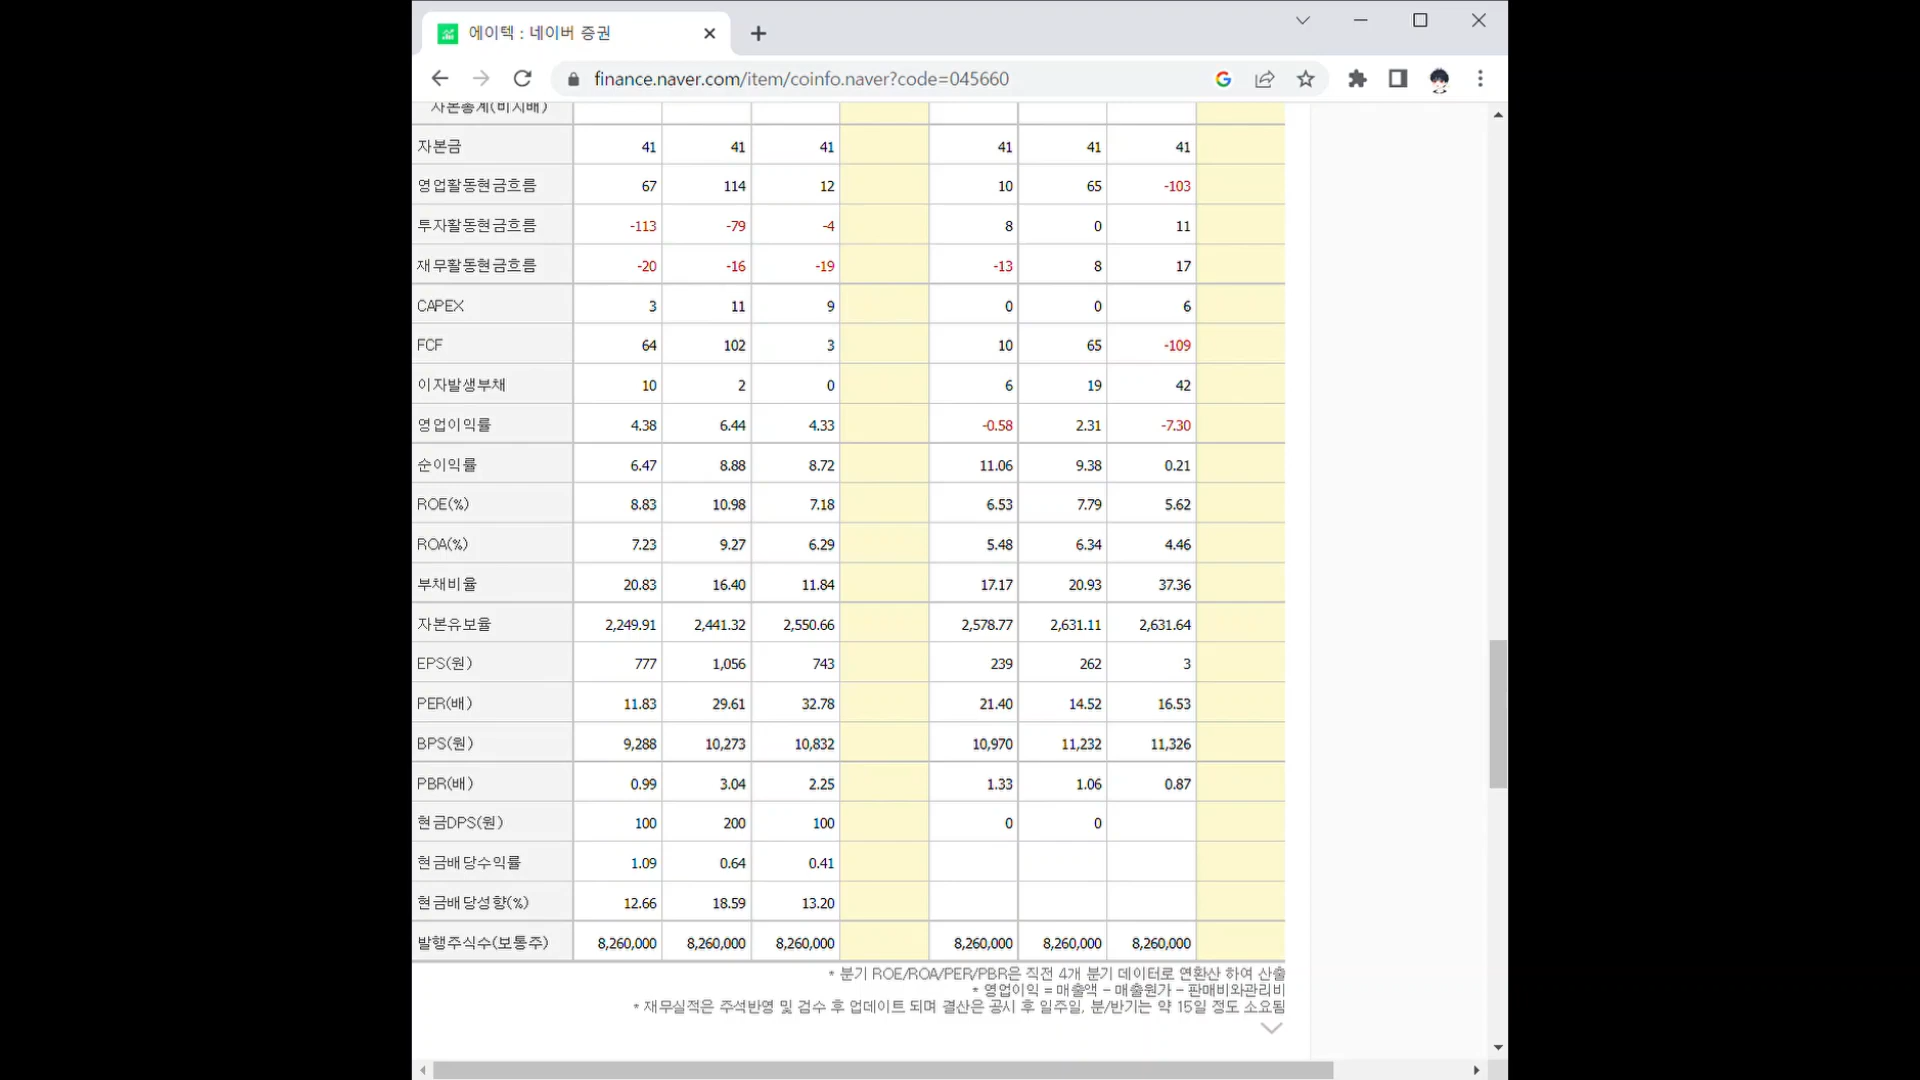 에이텍 : 네이버 증권
finance.naver.com/item/coinfo.naver?code=045660
자본총계(비지배)
자본금 41 41 41 41 41 41
영업활동현금흐름 67 114 12 10 65 -103
투자활동현금흐름 -113 -79 -4 8 0 11
재무활동현금흐름 -20 -16 -19 -13 8 17
CAPEX 3 11 9 0 0 6
FCF 64 102 3 10 65 -109
이자발생부채 10 2 0 6 19 42
영업이익률 4.38 6.44 4.33 -0.58 2.31 -7.30
순이익률 6.47 8.88 8.72 11.06 9.38 0.21
ROE(%) 8.83 10.98 7.18 6.53 7.79 5.62
ROA(%) 7.23 9.27 6.29 5.48 6.34 4.46
부채비율 20.83 16.40 11.84 17.17 20.93 37.36
자본유보율 2,249.91 2,441.32 2,550.66 2,578.77 2,631.11 2,631.64
EPS(원) 777 1,056 743 239 262 3
PER(배) 11.83 29.61 32.78 21.40 14.52 16.53
BPS(원) 9,288 10,273 10,832 10,970 11,232 11,326
PBR(배) 0.99 3.04 2.25 1.33 1.06 0.87
현금DPS(원) 100 200 100 0 0
현금배당수익률 1.09 0.64 0.41
현금배당성향(%) 12.66 18.59 13.20
발행주식수(보통주) 8,260,000 8,260,000 8,260,000 8,260,000 8,260,000 8,260,000
* 분기 ROE/ROA/PER/PBR은 직전 4개 분기 데이터로 연환산 하여 산출
* 영업이익 = 매출액 - 매출원가 - 판매비와관리비
* 재무실적은 주석반영 및 검수 후 업데이트 되며 결산은 공시 후 일주일, 분/반기는 약 15일 정도 소요됨